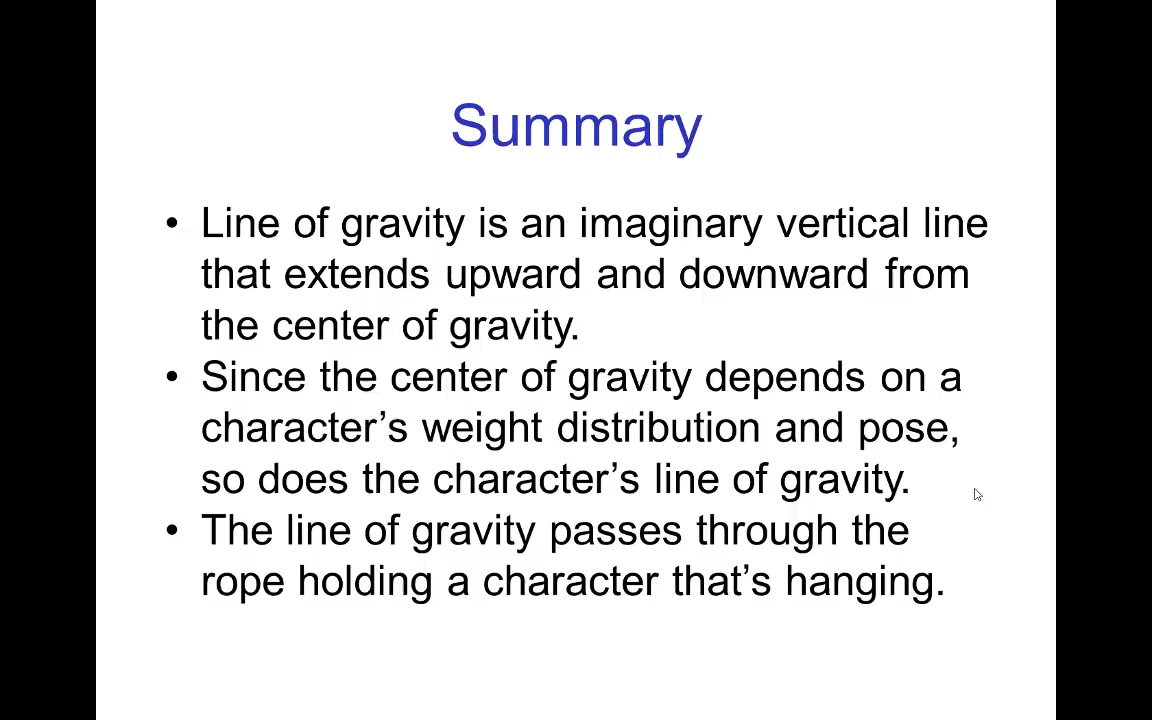 Summary
• Line of gravity is an imaginary vertical line
that extends upward and downward from
the center of gravity.
• Since the center of gravity depends on a
character’s weight distribution and pose,
so does the character’s line of gravity.
• The line of gravity passes through the
rope holding a character that’s hanging.